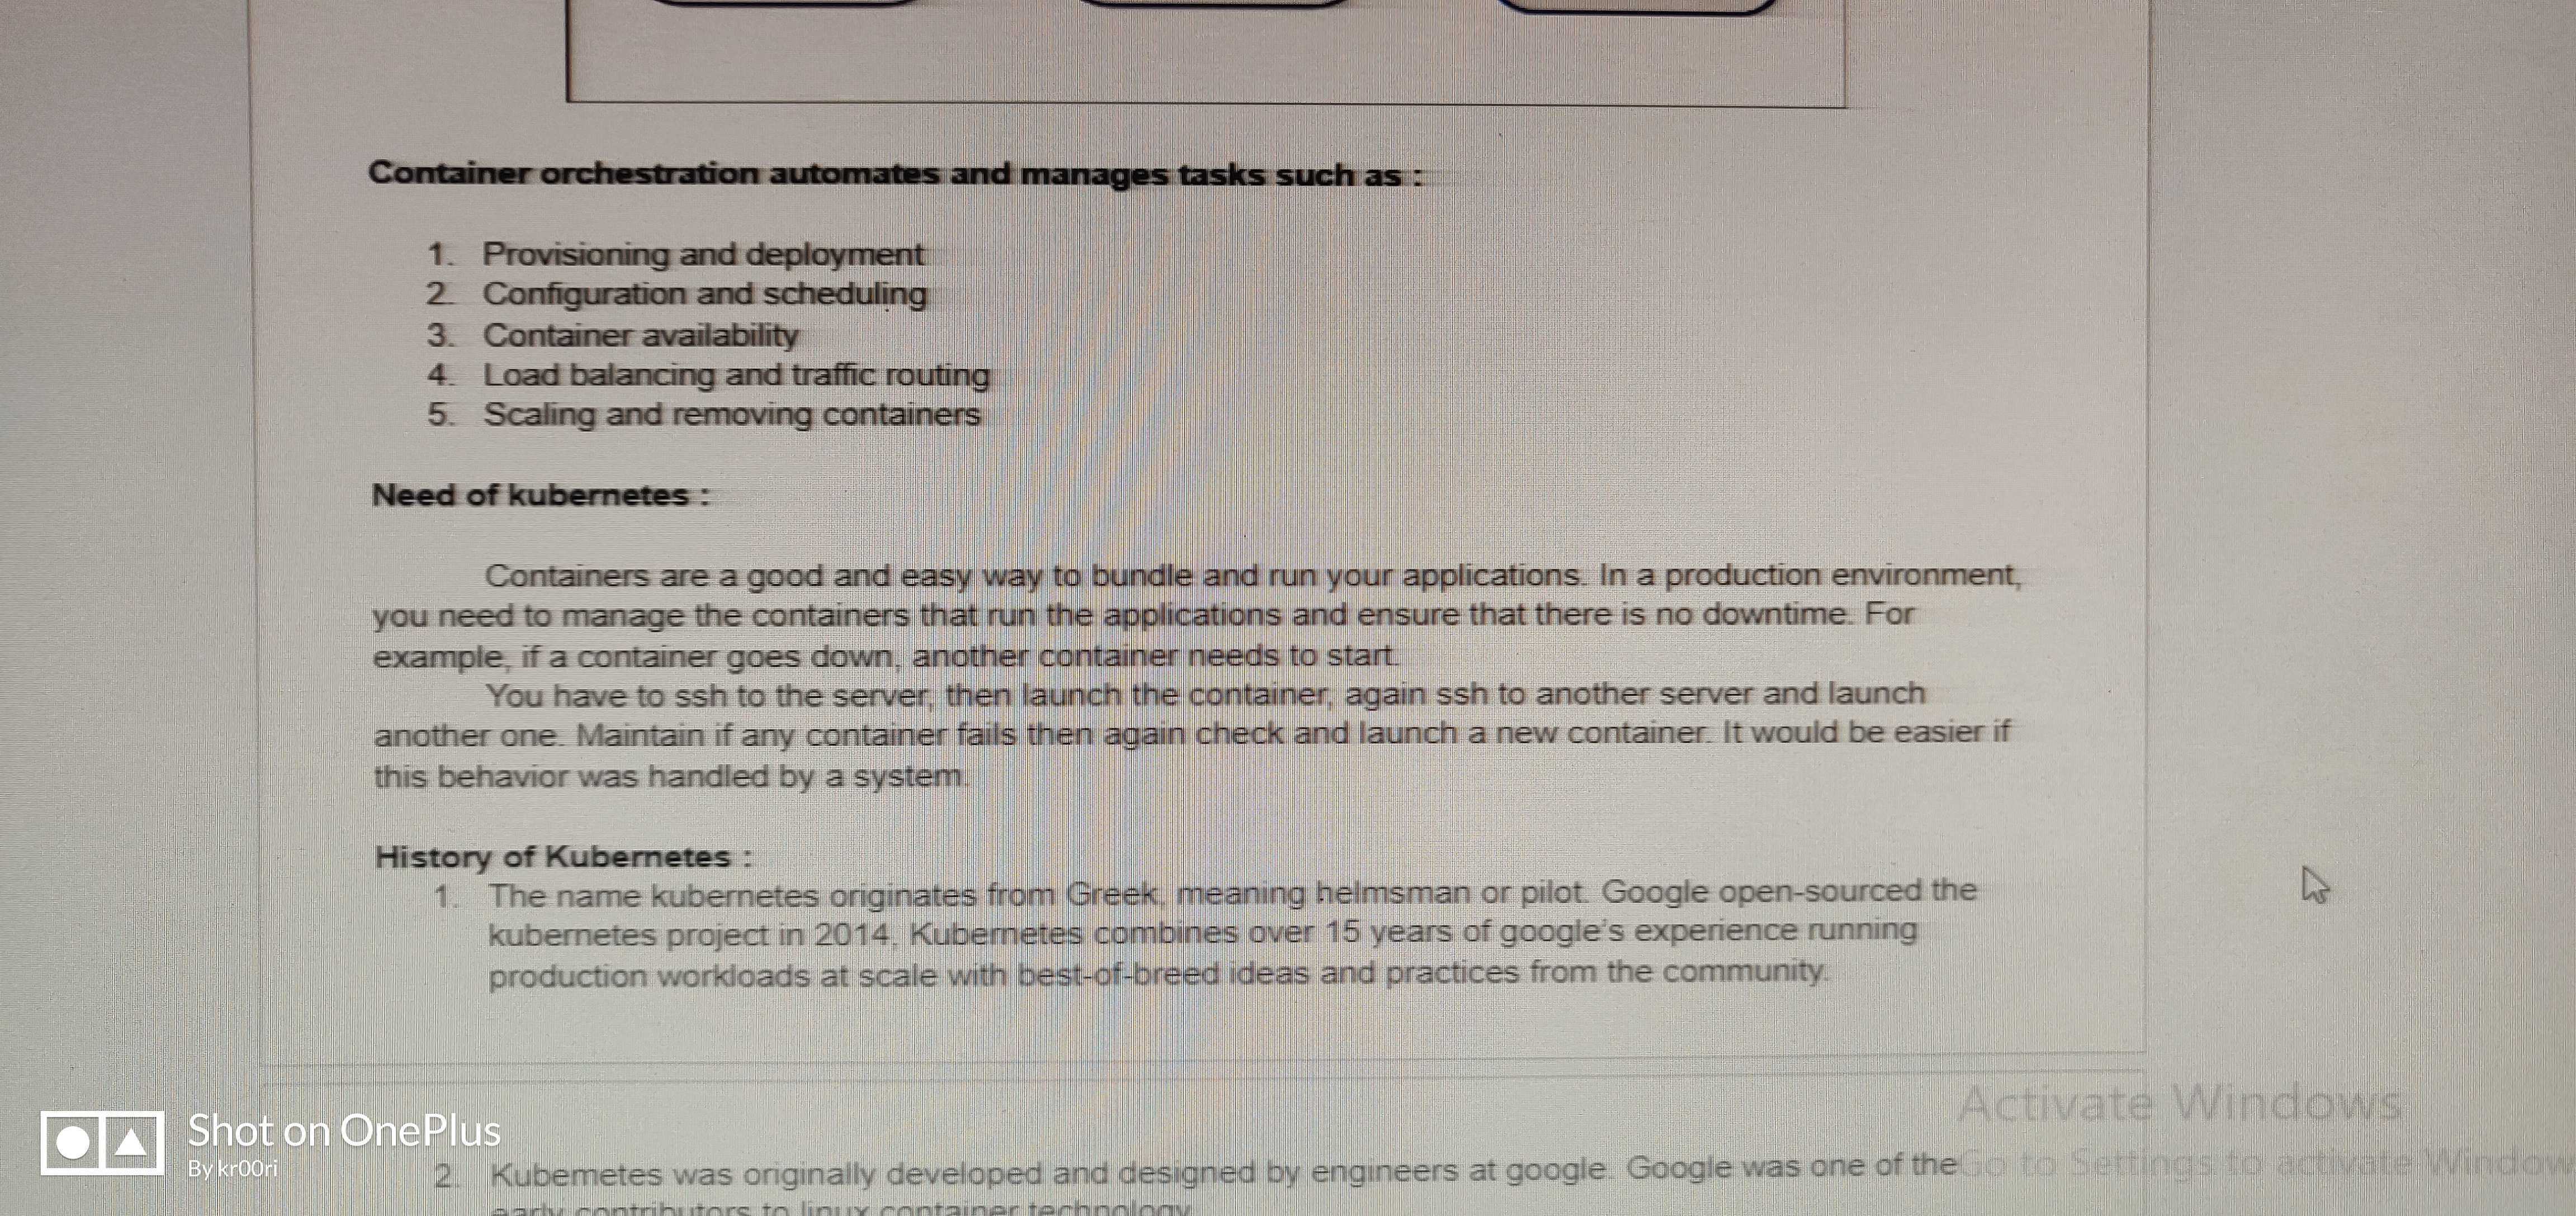 Container orchestration automates and manages tasks such as :
1. Provisioning and deployment
2. Configuration and scheduling
3. Container availability
4. Load balancing and traffic routing
5. Scaling and removing containers
Need of kubernetes :
Containers are a good and easy way to bundle and run your applications. In a production environment,
you need to manage the containers that run the applications and ensure that there is no downtime. For
example, if a container goes down, another container needs to start.
You have to ssh to the server, then launch the container, again ssh to another server and launch
another one. Maintain if any container fails then again check and launch a new container. It would be easier if
this behavior was handled by a system.
History of Kubernetes :
1. The name kubernetes originates from Greek, meaning helmsman or pilot. Google open-sourced the
kubernetes project in 2014. Kubernetes combines over 15 years of google's experience running
production workloads at scale with best-of-breed ideas and practices from the community.
Activate Windows
Go to Settings to activate Window
Shot on OnePlus
By kr00ri
2. Kubernetes was originally developed and designed by engineers at google. Google was one of the
early contributors to linux container technology